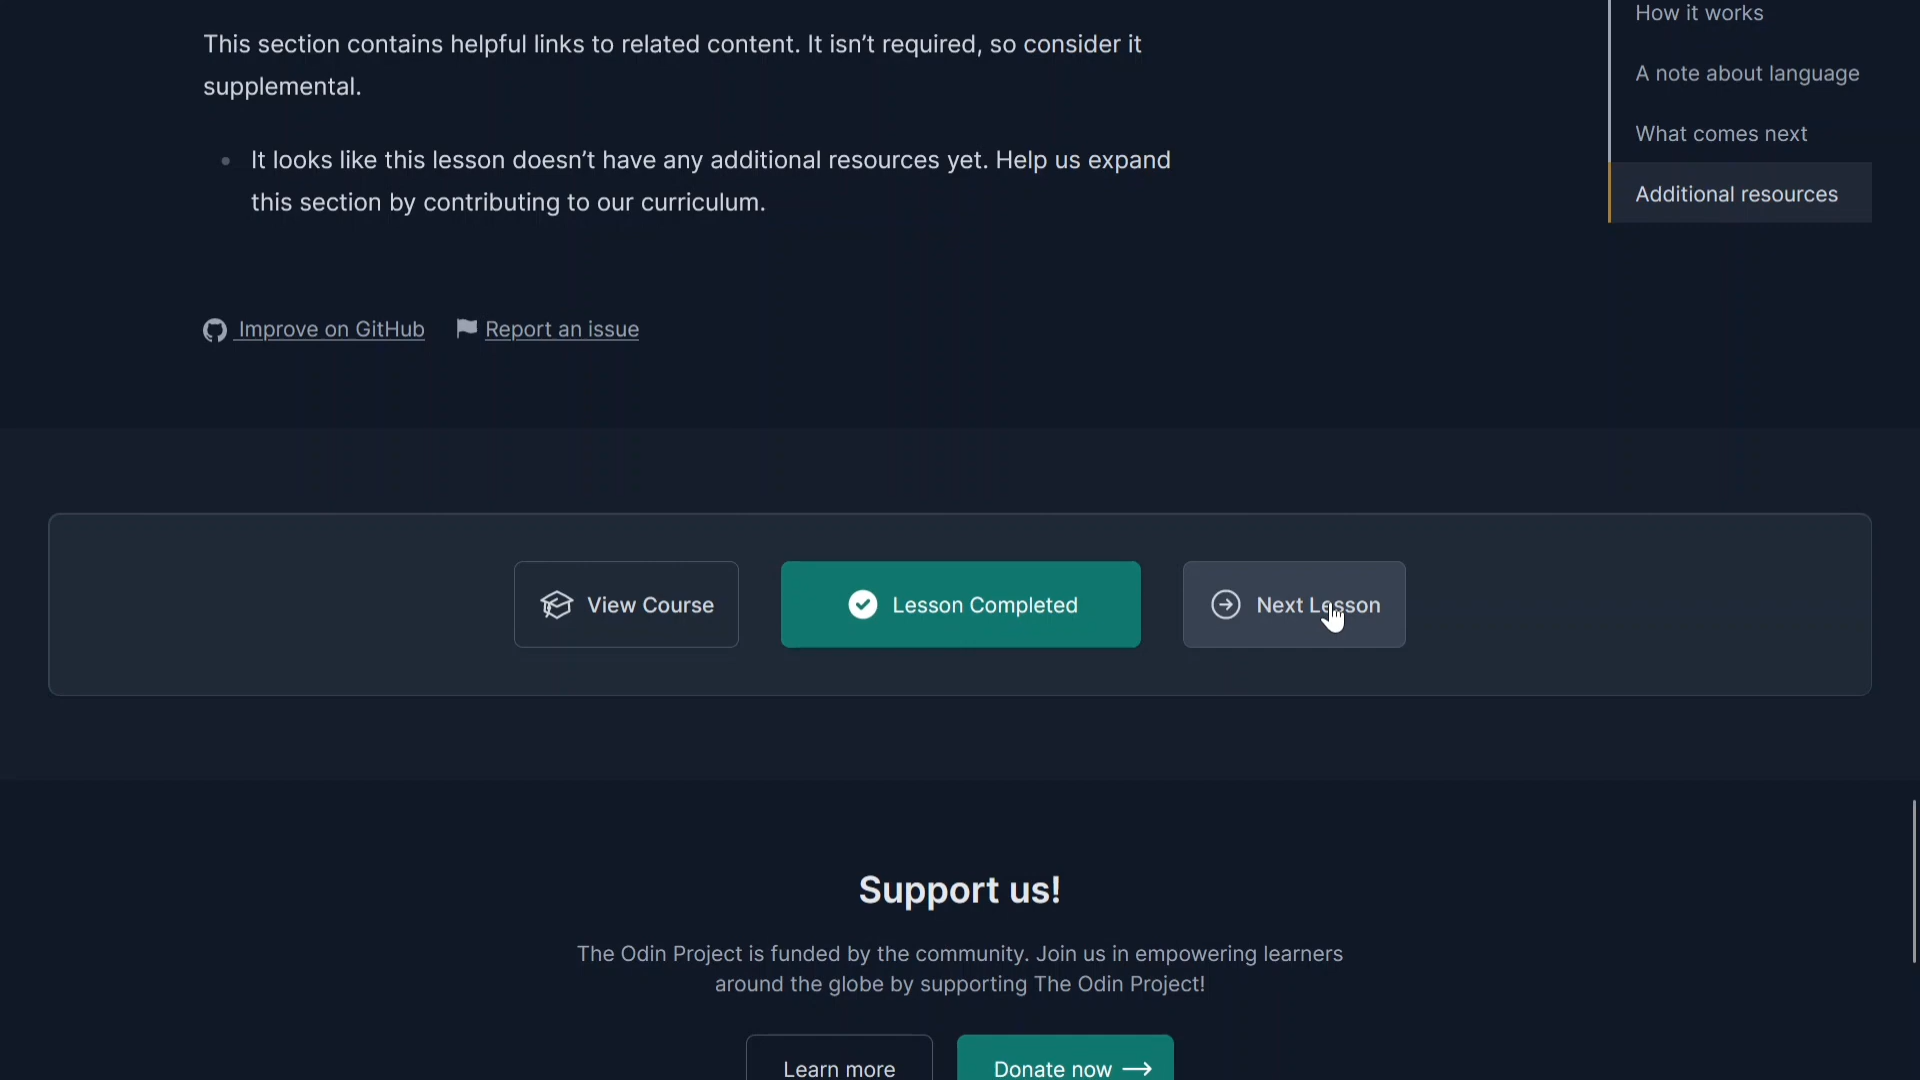 This section contains helpful links to related content. It isn’t required, so consider it
supplemental.
It looks like this lesson doesn’t have any additional resources yet. Help us expand
this section by contributing to our curriculum.
Improve on GitHub
Report an issue
How it works
A note about language
What comes next
Additional resources
View Course
Lesson Completed
Next Lesson
Support us!
The Odin Project is funded by the community. Join us in empowering learners
around the globe by supporting The Odin Project!
Learn more
Donate now